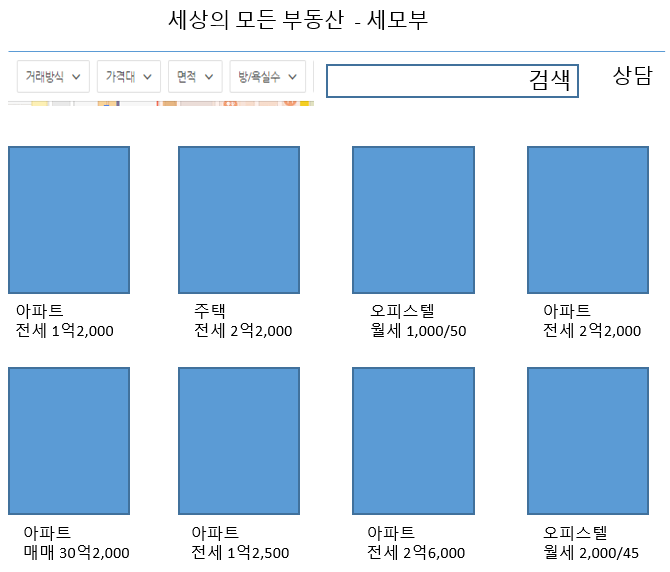 세상의 모든 부동산 - 세모부
거래방식 가격대 면적 방/욕실수 검색 상담
아파트 주택 오피스텔 아파트
전세 1억2,000 전세 2억2,000 월세 1,000/50 전세 2억2,000
아파트 아파트 아파트 오피스텔
매매 30억2,000 전세 1억2,500 전세 2억6,000 월세 2,000/45